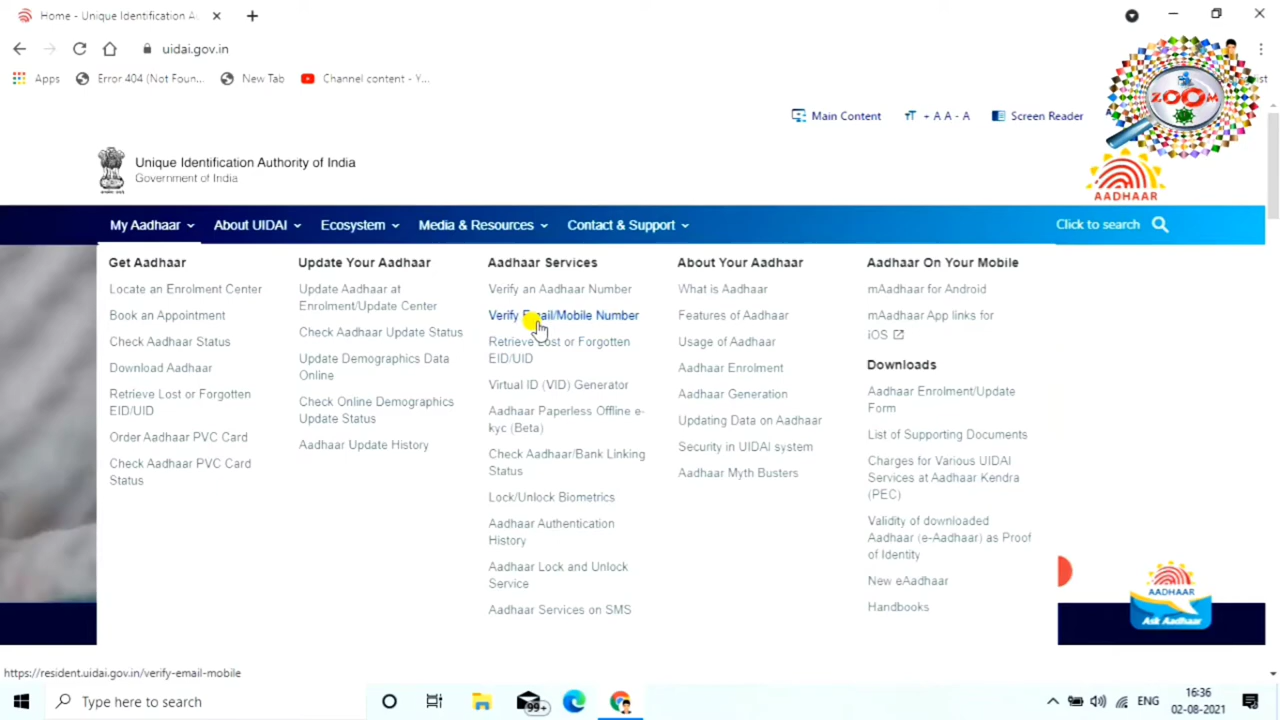 Home - Unique Identification A
uidai.gov.in
Apps
Error 404 (Not Foun...
New Tab
Channel content - Y...
ZOOM
Main Content
+ A A - A
Screen Reader
Unique Identification Authority of India
Government of India
AADHAAR
My Aadhaar
About UIDAI
Ecosystem
Media & Resources
Contact & Support
Click to search
Get Aadhaar
Locate an Enrolment Center
Book an Appointment
Check Aadhaar Status
Download Aadhaar
Retrieve Lost or Forgotten
EID/UID
Order Aadhaar PVC Card
Check Aadhaar PVC Card
Status
Update Your Aadhaar
Update Aadhaar at
Enrolment/Update Center
Check Aadhaar Update Status
Update Demographics Data
Online
Check Online Demographics
Update Status
Aadhaar Update History
Aadhaar Services
Verify an Aadhaar Number
Verify Email/Mobile Number
Retrieve Lost or Forgotten
EID/UID
Virtual ID (VID) Generator
Aadhaar Paperless Offline e-
kyc (Beta)
Check Aadhaar/Bank Linking
Status
Lock/Unlock Biometrics
Aadhaar Authentication
History
Aadhaar Lock and Unlock
Service
Aadhaar Services on SMS
About Your Aadhaar
What is Aadhaar
Features of Aadhaar
Usage of Aadhaar
Aadhaar Enrolment
Aadhaar Generation
Updating Data on Aadhaar
Security in UIDAI system
Aadhaar Myth Busters
Aadhaar On Your Mobile
mAadhaar for Android
mAadhaar App links for
iOS
Downloads
Aadhaar Enrolment/Update
Form
List of Supporting Documents
Charges for Various UIDAI
Services at Aadhaar Kendra
(PEC)
Validity of downloaded
Aadhaar (e-Aadhaar) as Proof
of Identity
New eAadhaar
Handbooks
AADHAAR
Ask Aadhaar
https://resident.uidai.gov.in/verify-email-mobile
Type here to search
99+
ENG
16:36
02-08-2021